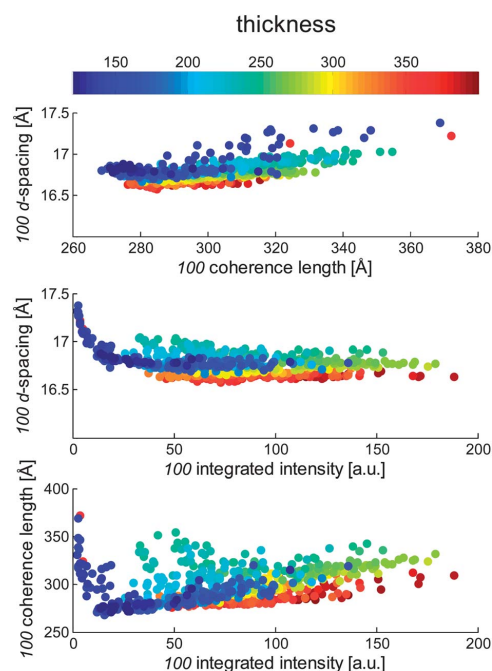 thickness
150 200 250 300 350
17.5
17
16.5
100 d-spacing [Å]
260 280 300 320 340 360 380
100 coherence length [Å]
17.5
17
16.5
100 d-spacing [Å]
0 50 100 150 200
100 integrated intensity [a.u.]
400
350
300
250
100 coherence length [Å]
0 50 100 150 200
100 integrated intensity [a.u.]